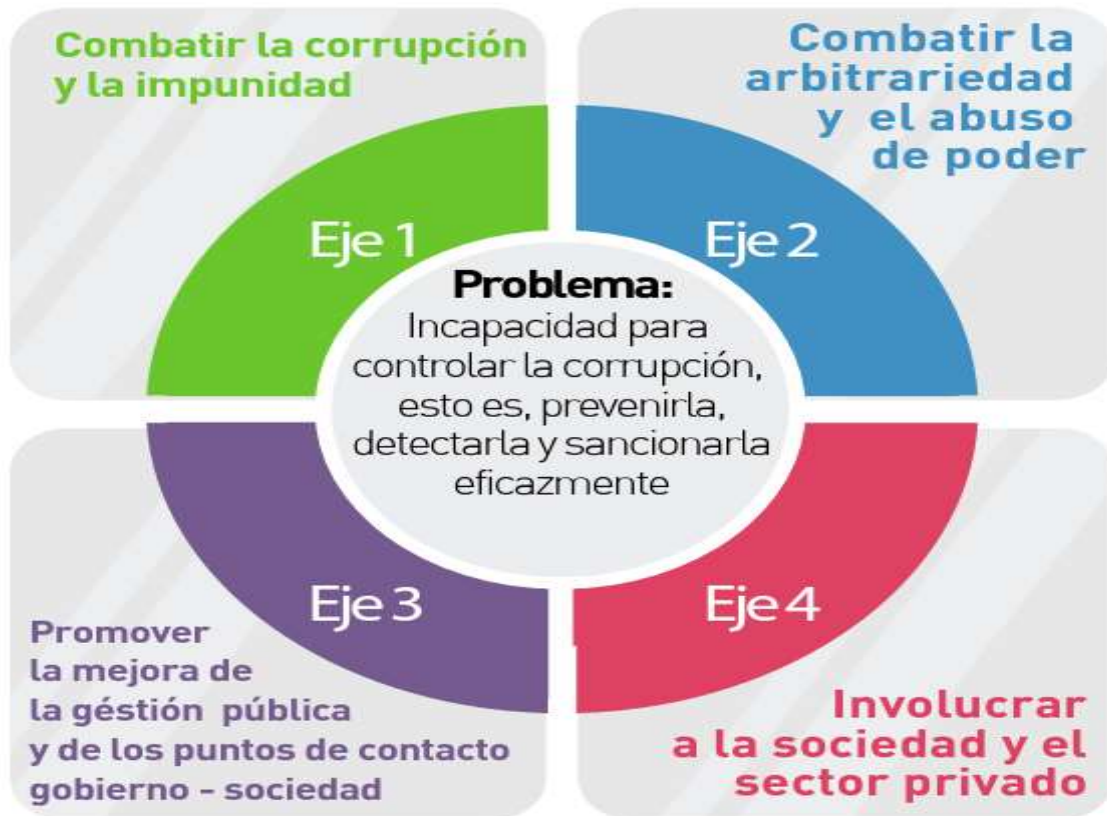 Combatir la corrupción
y la impunidad
Combatir la
arbitrariedad
y el abuso
de poder
Eje 1
Eje 2
Problema:
Incapacidad para
controlar la corrupción,
esto es, prevenirla,
detectarla y sancionarla
eficazmente
Eje 3
Eje 4
Promover
la mejora de
la géstión pública
y de los puntos de contacto
gobierno - sociedad
Involucrar
a la sociedad y el
sector privado